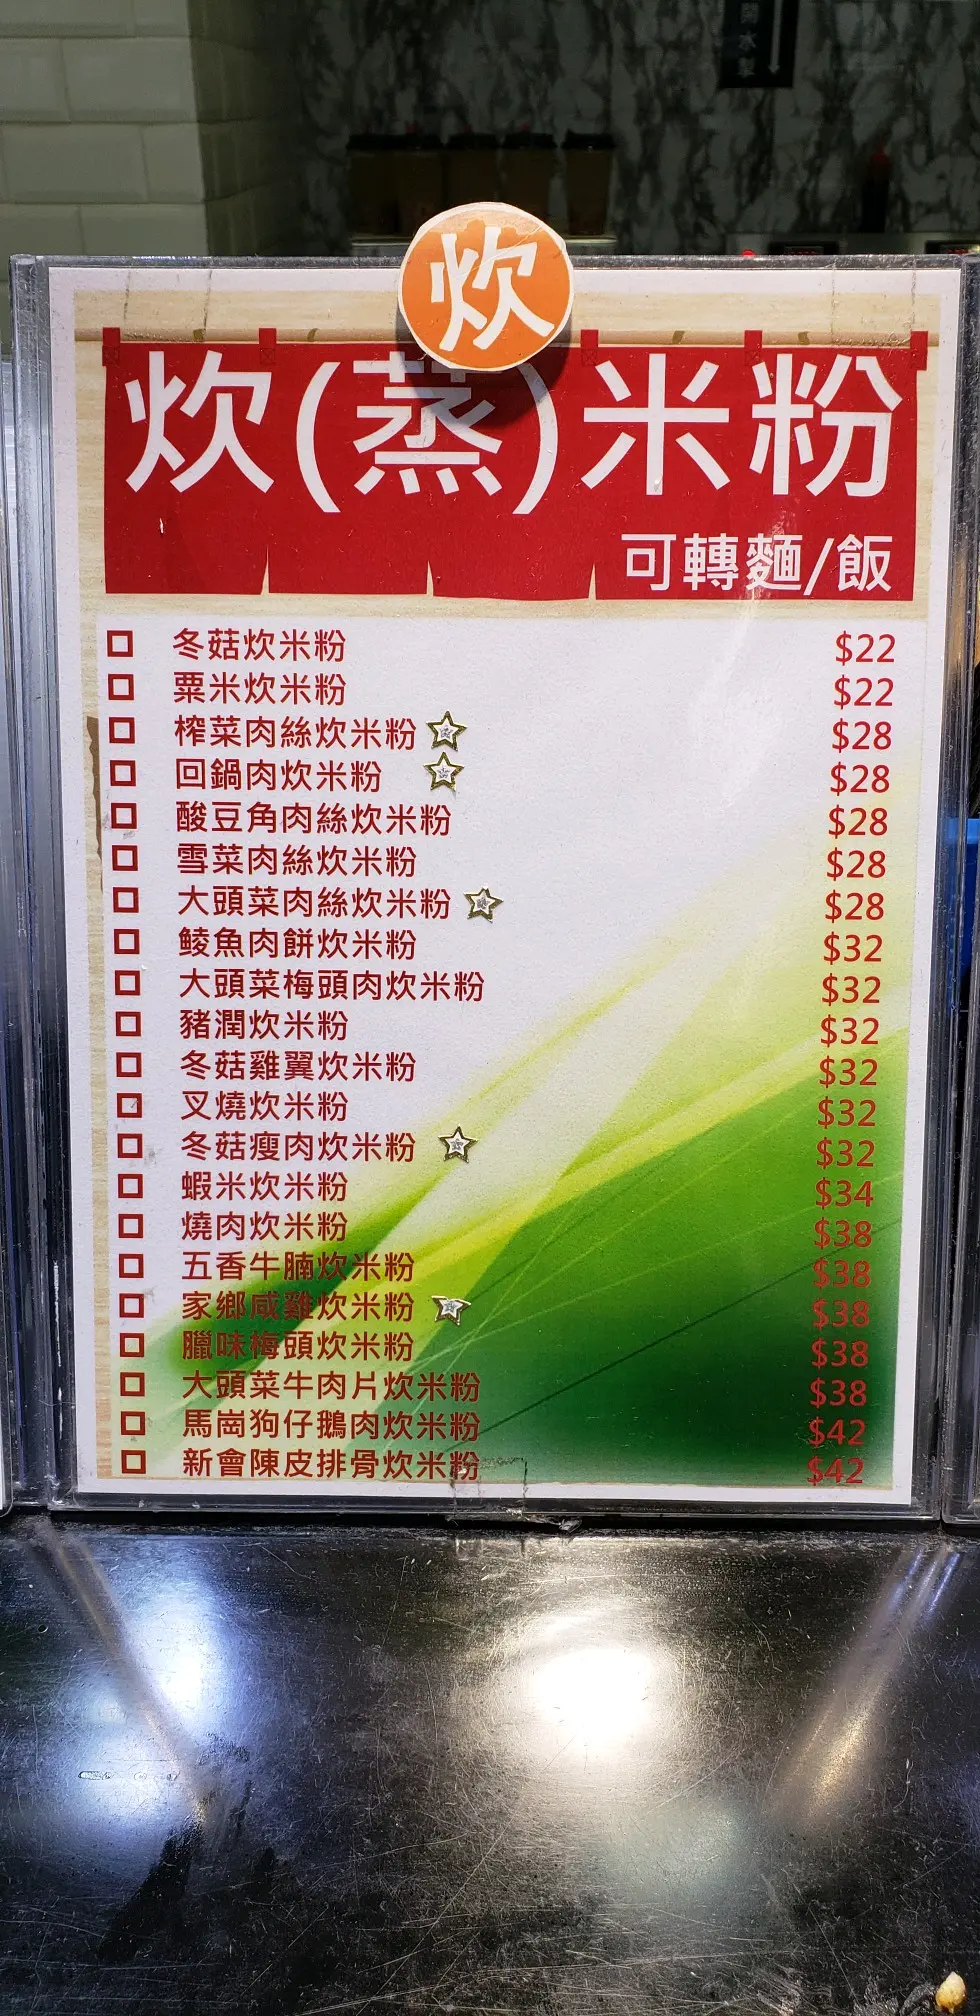 開水掣
炊
炊(蒸)米粉
可轉麵/飯
冬菇炊米粉 $22
粟米炊米粉 $22
榨菜肉絲炊米粉 $28
回鍋肉炊米粉 $28
酸豆角肉絲炊米粉 $28
雪菜肉絲炊米粉 $28
大頭菜肉絲炊米粉 $28
鯪魚肉餅炊米粉 $32
大頭菜梅頭肉炊米粉 $32
豬潤炊米粉 $32
冬菇雞翼炊米粉 $32
叉燒炊米粉 $32
冬菇瘦肉炊米粉 $32
蝦米炊米粉 $34
燒肉炊米粉 $38
五香牛腩炊米粉 $38
家鄉咸雞炊米粉 $38
臘味梅頭炊米粉 $38
大頭菜牛肉片炊米粉 $38
馬崗狗仔鵝肉炊米粉 $42
新會陳皮排骨炊米粉 $42